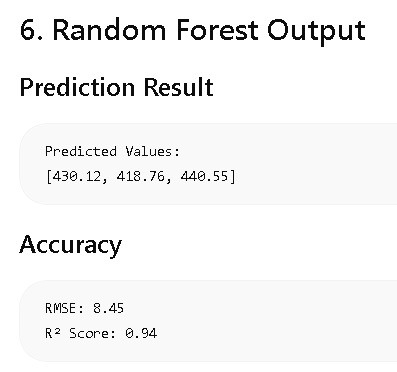 6. Random Forest Output
Prediction Result
Predicted Values:
[430.12, 418.76, 440.55]
Accuracy
RMSE: 8.45
R² Score: 0.94